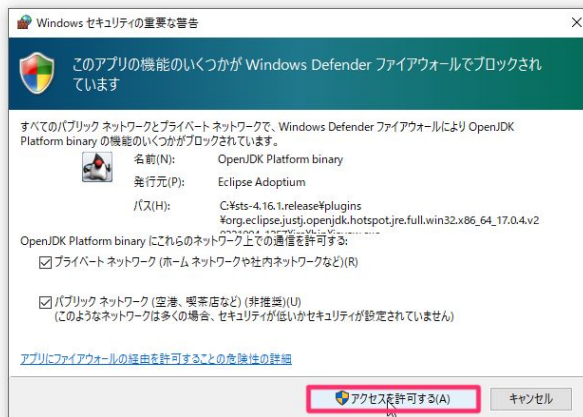 Windows セキュリティの重要な警告
このアプリの機能のいくつかが Windows Defender ファイアウォールでブロックされ
ています
すべてのパブリック ネットワークとプライベート ネットワークで、Windows Defender ファイアウォールにより OpenJDK
Platform binary の機能のいくつかがブロックされています。
名前(N): OpenJDK Platform binary
発行元(P): Eclipse Adoptium
パス(H): C:¥sts-4.16.1.release¥plugins
¥org.eclipse.justj.openjdk.hotspot.jre.full.win32.x86_64_17.0.4.v2
OpenJDK Platform binary にこれらのネットワーク上での通信を許可する:
プライベート ネットワーク (ホーム ネットワークや社内ネットワークなど)(R)
パブリック ネットワーク (空港、喫茶店など) (非推奨)(U)
(このようなネットワークは多くの場合、セキュリティが低いかセキュリティが設定されていません)
アプリにファイアウォールの経由を許可することの危険性の詳細
アクセスを許可する(A)
キャンセル